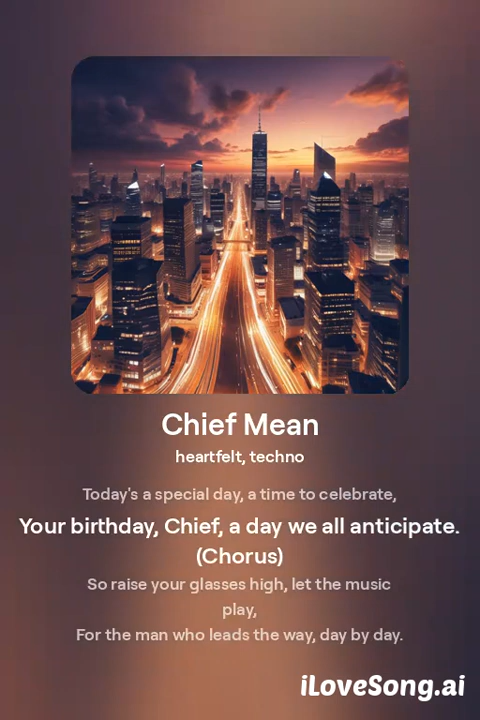 Chief Mean
heartfelt, techno
Today's a special day, a time to celebrate,
Your birthday, Chief, a day we all anticipate.
(Chorus)
So raise your glasses high, let the music
play,
For the man who leads the way, day by day.
iLoveSong.ai